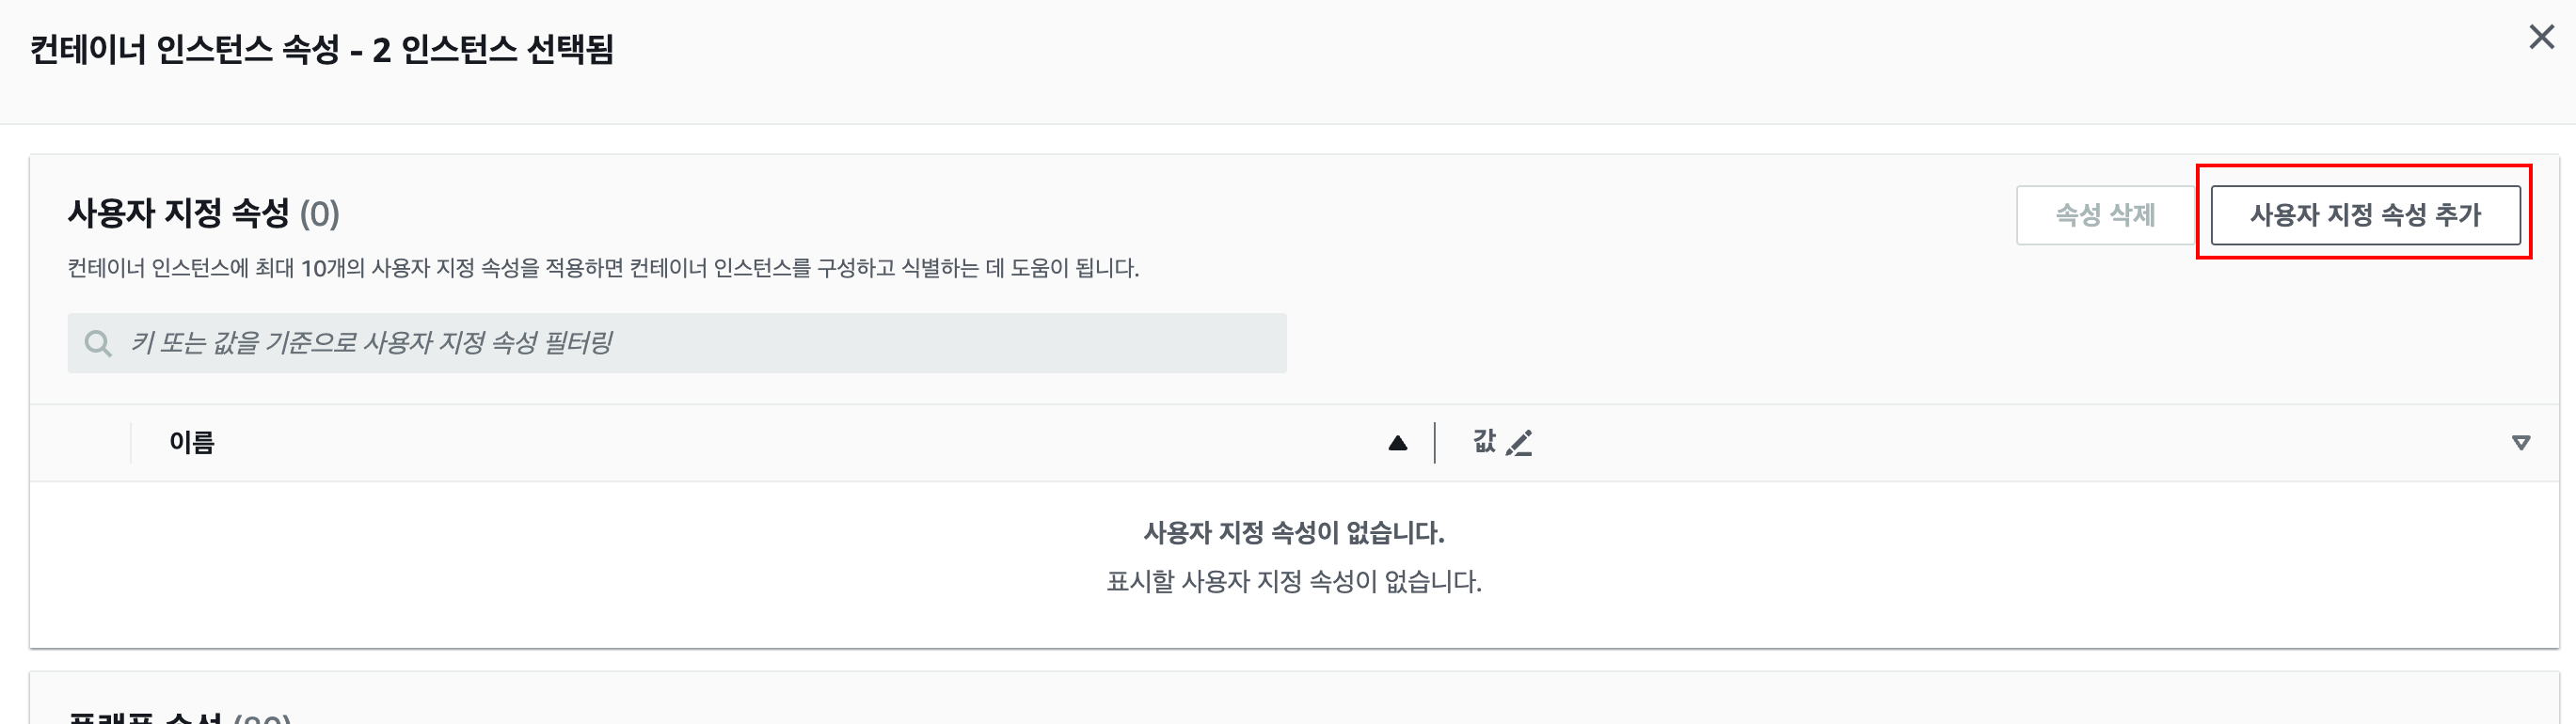 컨테이너 인스턴스 속성 - 2 인스턴스 선택됨
사용자 지정 속성 (0)
속성 삭제
사용자 지정 속성 추가
컨테이너 인스턴스에 최대 10개의 사용자 지정 속성을 적용하면 컨테이너 인스턴스를 구성하고 식별하는 데 도움이 됩니다.
키 또는 값을 기준으로 사용자 지정 속성 필터링
이름
값
사용자 지정 속성이 없습니다.
표시할 사용자 지정 속성이 없습니다.